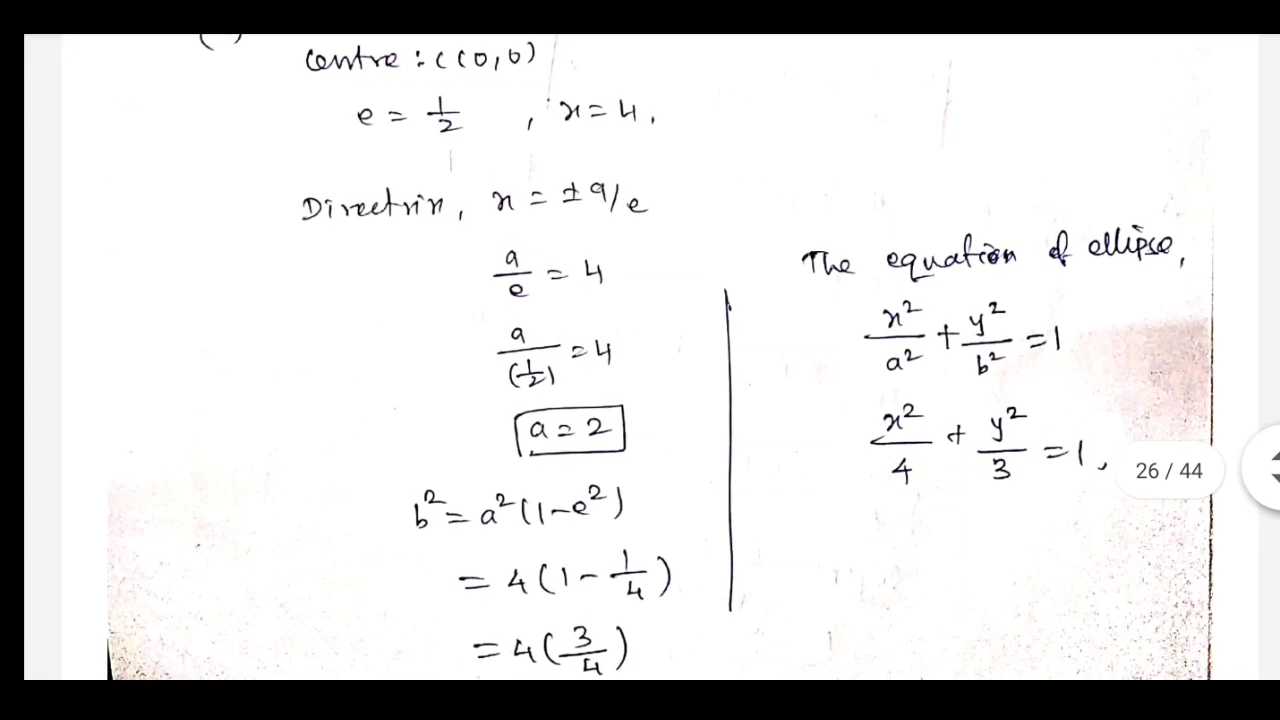 Centre : C(0,0)
e = 1/2 , x = 4.
Directrix, x = ± a/e
a/e = 4
a/(1/2) = 4
a = 2
b² = a²(1-e²)
= 4(1 - 1/4)
= 4(3/4)
The equation of ellipse,
x²/a² + y²/b² = 1
x²/4 + y²/3 = 1,
26 / 44